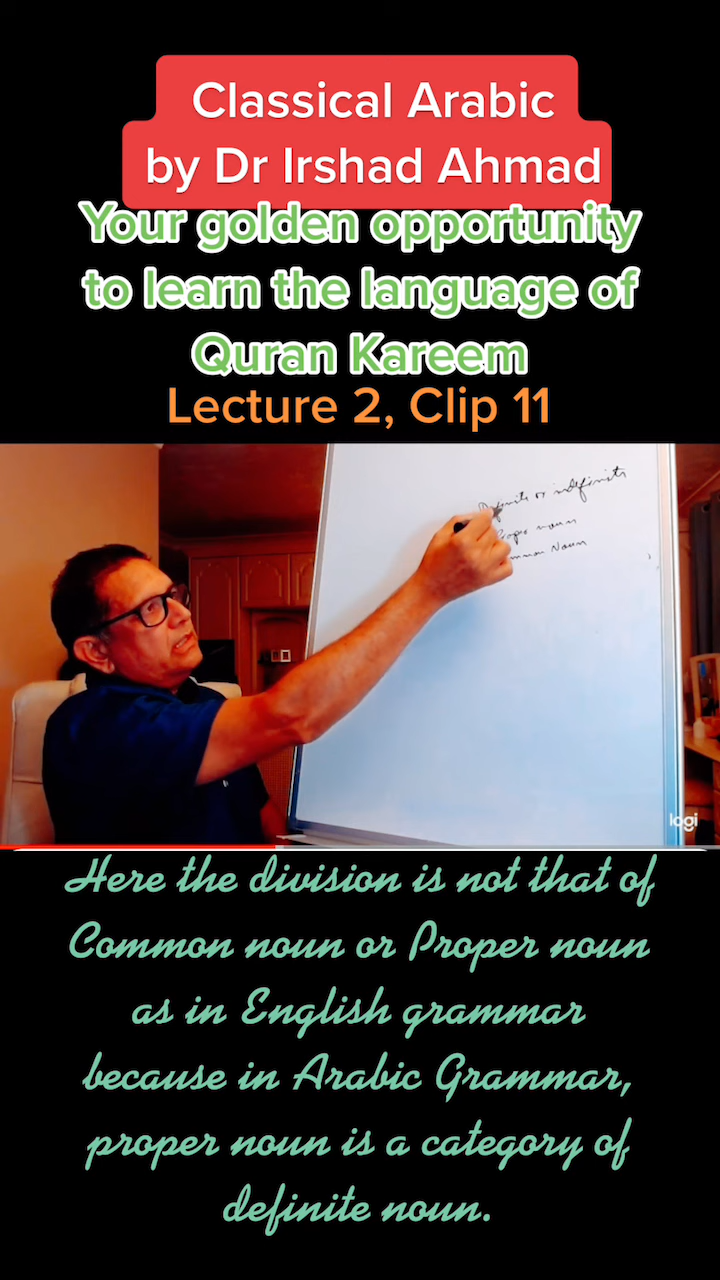 Classical Arabic
by Dr Irshad Ahmad
Your golden opportunity
to learn the language of
Quran Kareem
Lecture 2, Clip 11
or indefinite
noun
Noun
logi
Here the division is not that of
Common noun or Proper noun
as in English grammar
because in Arabic Grammar,
proper noun is a category of
definite noun.